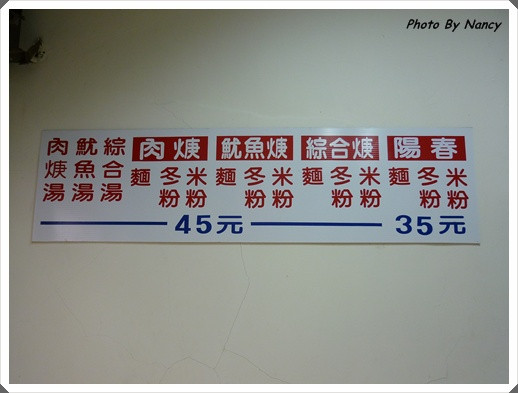 Photo By Nancy
肉焿湯
魷魚湯
綜合湯
肉焿
麵 冬粉 米粉
魷魚焿
麵 冬粉 米粉
綜合焿
麵 冬粉 米粉
陽春
麵 冬粉 米粉
45元
35元